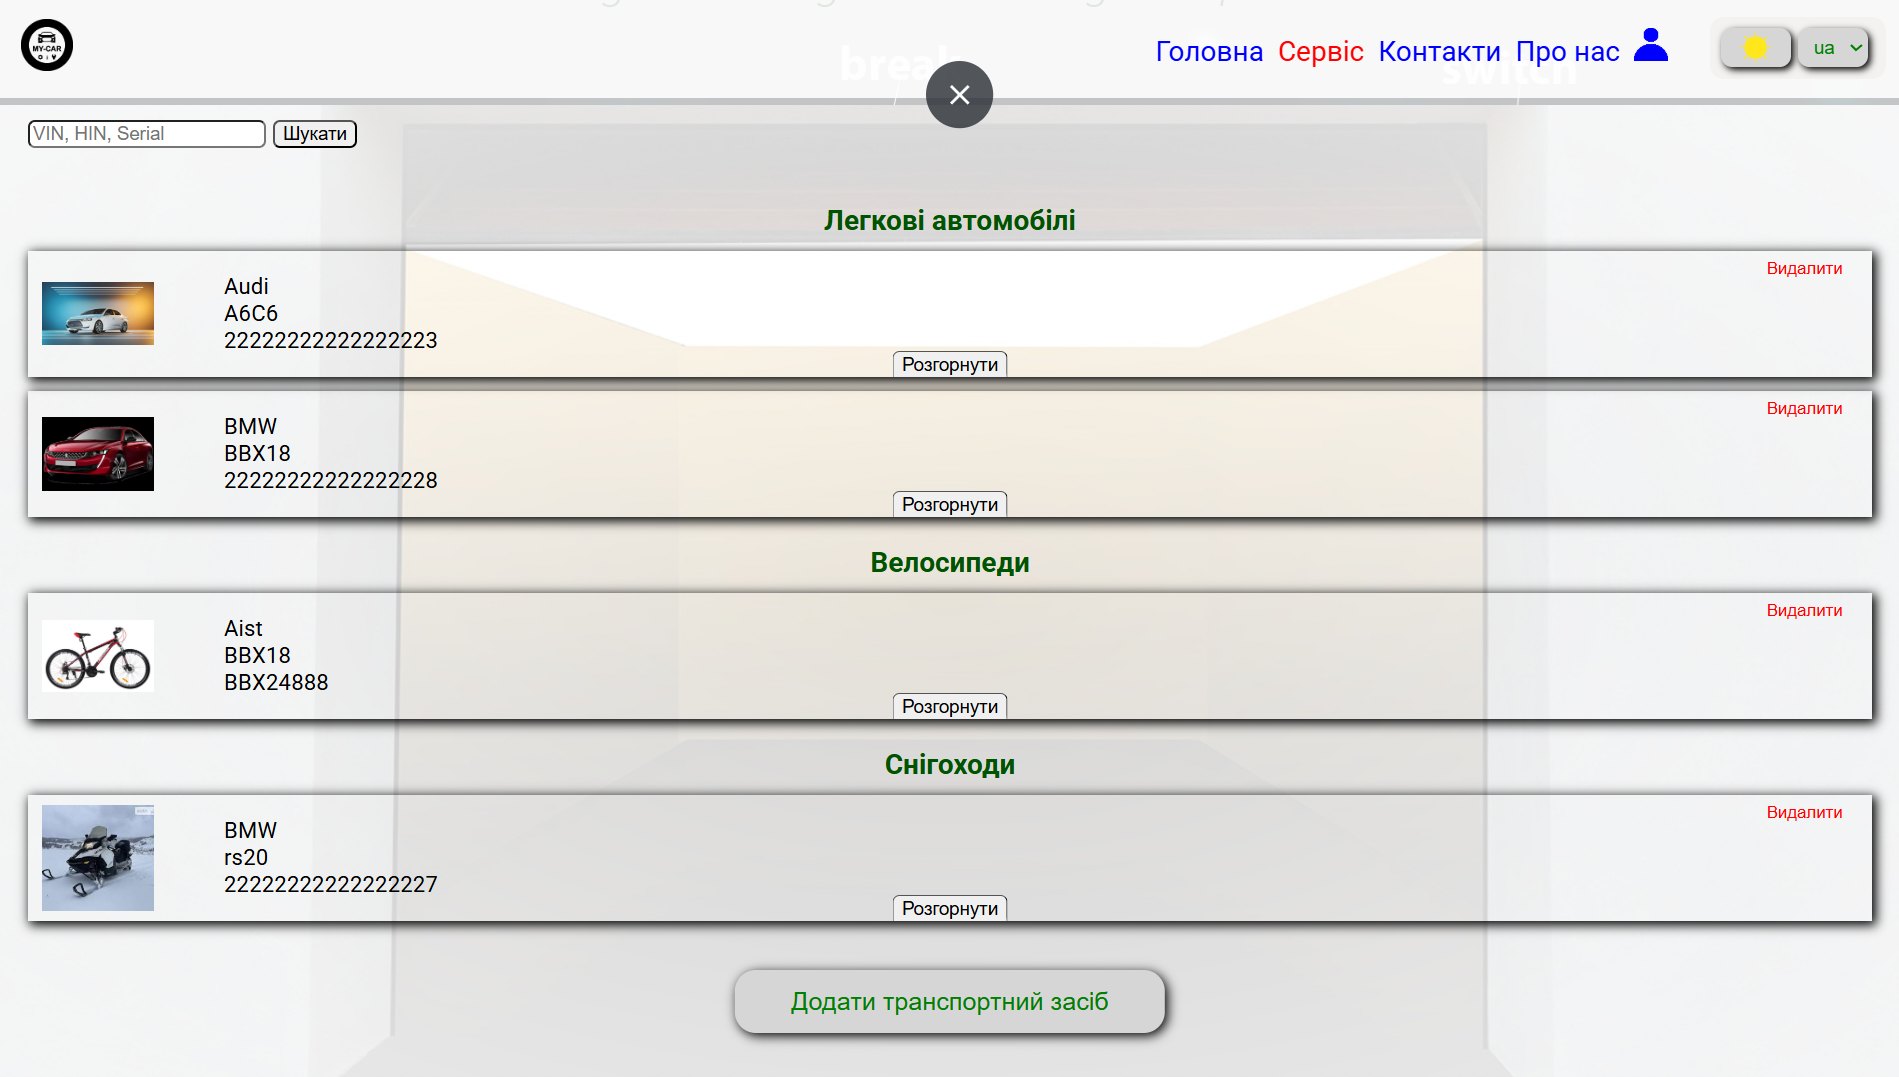 MY-CAR
break
switch
Головна Сервіс Контакти Про нас
ua
VIN, HIN, Serial
Шукати
Легкові автомобілі
Audi
A6C6
22222222222222223
Видалити
Розгорнути
BMW
BBX18
22222222222222228
Видалити
Розгорнути
Велосипеди
Aist
BBX18
BBX24888
Видалити
Розгорнути
Снігоходи
BMW
rs20
22222222222222227
Видалити
Розгорнути
Додати транспортний засіб